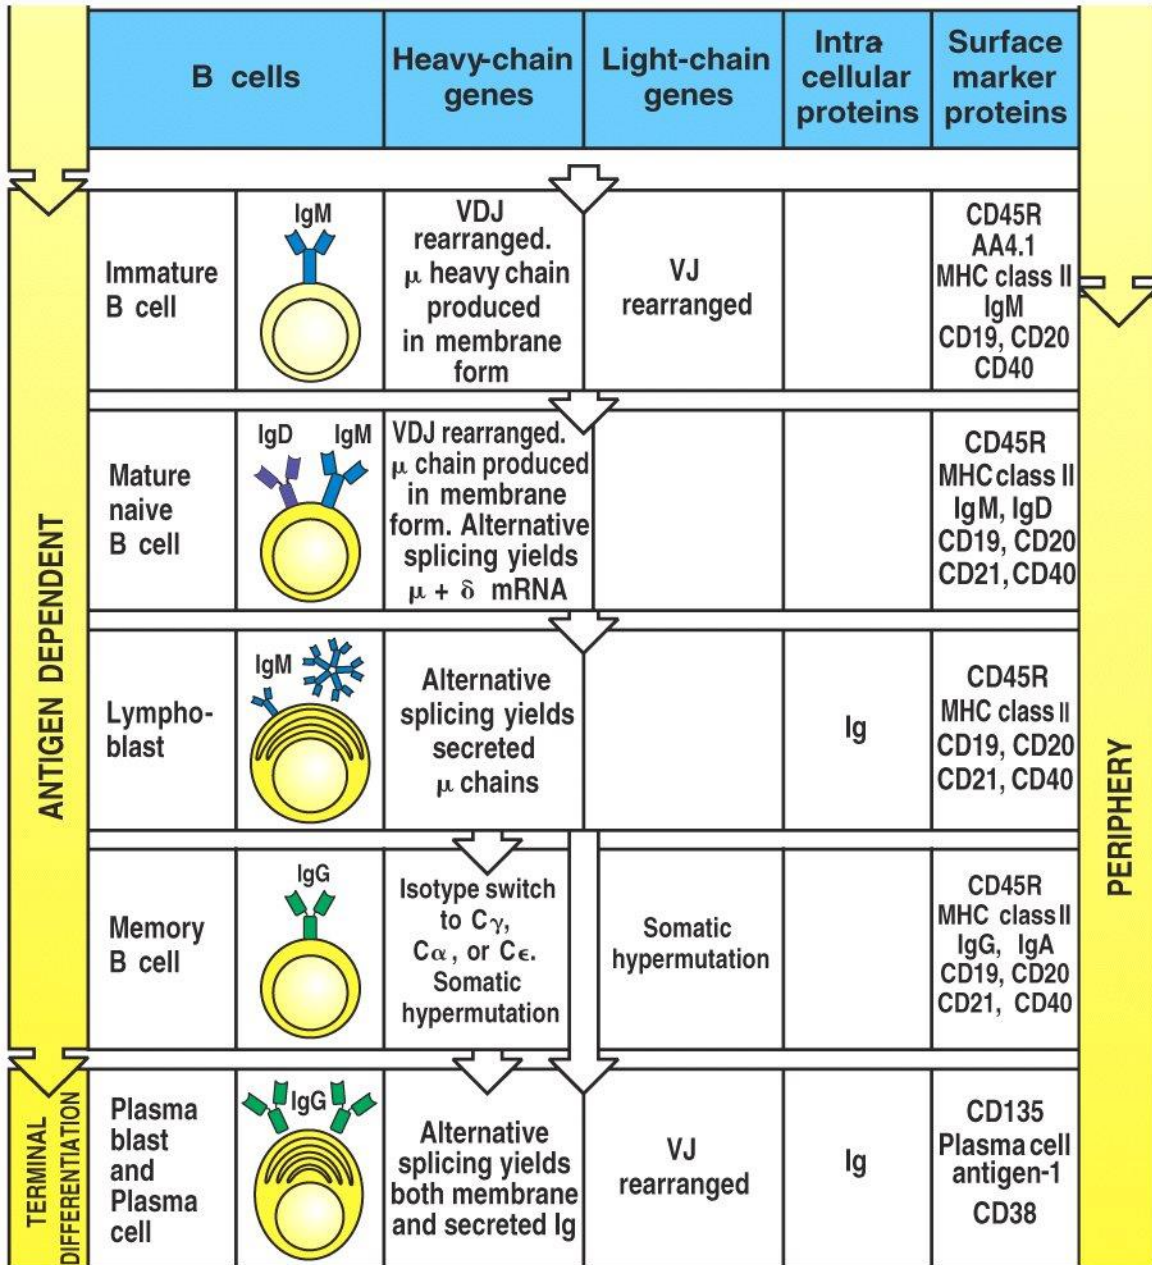 B cells
Heavy-chain
genes
Light-chain
genes
Intra
cellular
proteins
Surface
marker
proteins
ANTIGEN DEPENDENT
Immature
B cell
IgM
VDJ
rearranged.
μ heavy chain
produced
in membrane
form
VJ
rearranged
CD45R
AA4.1
MHC class II
IgM
CD19, CD20
CD40
Mature
naive
B cell
IgD IgM
VDJ rearranged.
μ chain produced
in membrane
form. Alternative
splicing yields
μ + δ mRNA
CD45R
MHC class II
IgM, IgD
CD19, CD20
CD21, CD40
Lympho-
blast
IgM
Alternative
splicing yields
secreted
μ chains
Ig
CD45R
MHC class II
CD19, CD20
CD21, CD40
PERIPHERY
Memory
B cell
IgG
Isotype switch
to Cγ,
Cα, or Cϵ.
Somatic
hypermutation
Somatic
hypermutation
CD45R
MHC class II
IgG, IgA
CD19, CD20
CD21, CD40
TERMINAL
DIFFERENTIATION
Plasma
blast
and
Plasma
cell
IgG
Alternative
splicing yields
both membrane
and secreted Ig
VJ
rearranged
Ig
CD135
Plasma cell
antigen-1
CD38